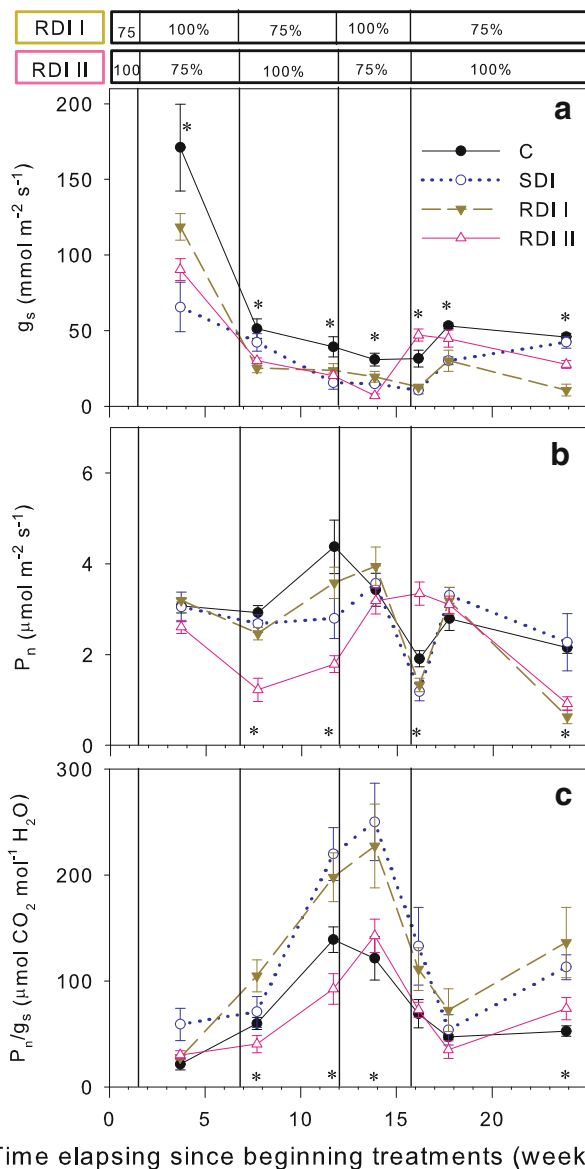 RDI I 75 100% 75% 100% 75%
RDI II 100 75% 100% 75% 100%
a
200
150
100
50
0
gs (mmol m⁻² s⁻¹)
C
SDI
RDI I
RDI II
* * * * * * *
b
6
4
2
0
Pn (μmol m⁻² s⁻¹)
* * * *
c
300
200
100
0
Pn/gs (μmol CO₂ mol⁻¹ H₂O)
* * * *
0 5 10 15 20
Time elapsing since beginning treatments (week